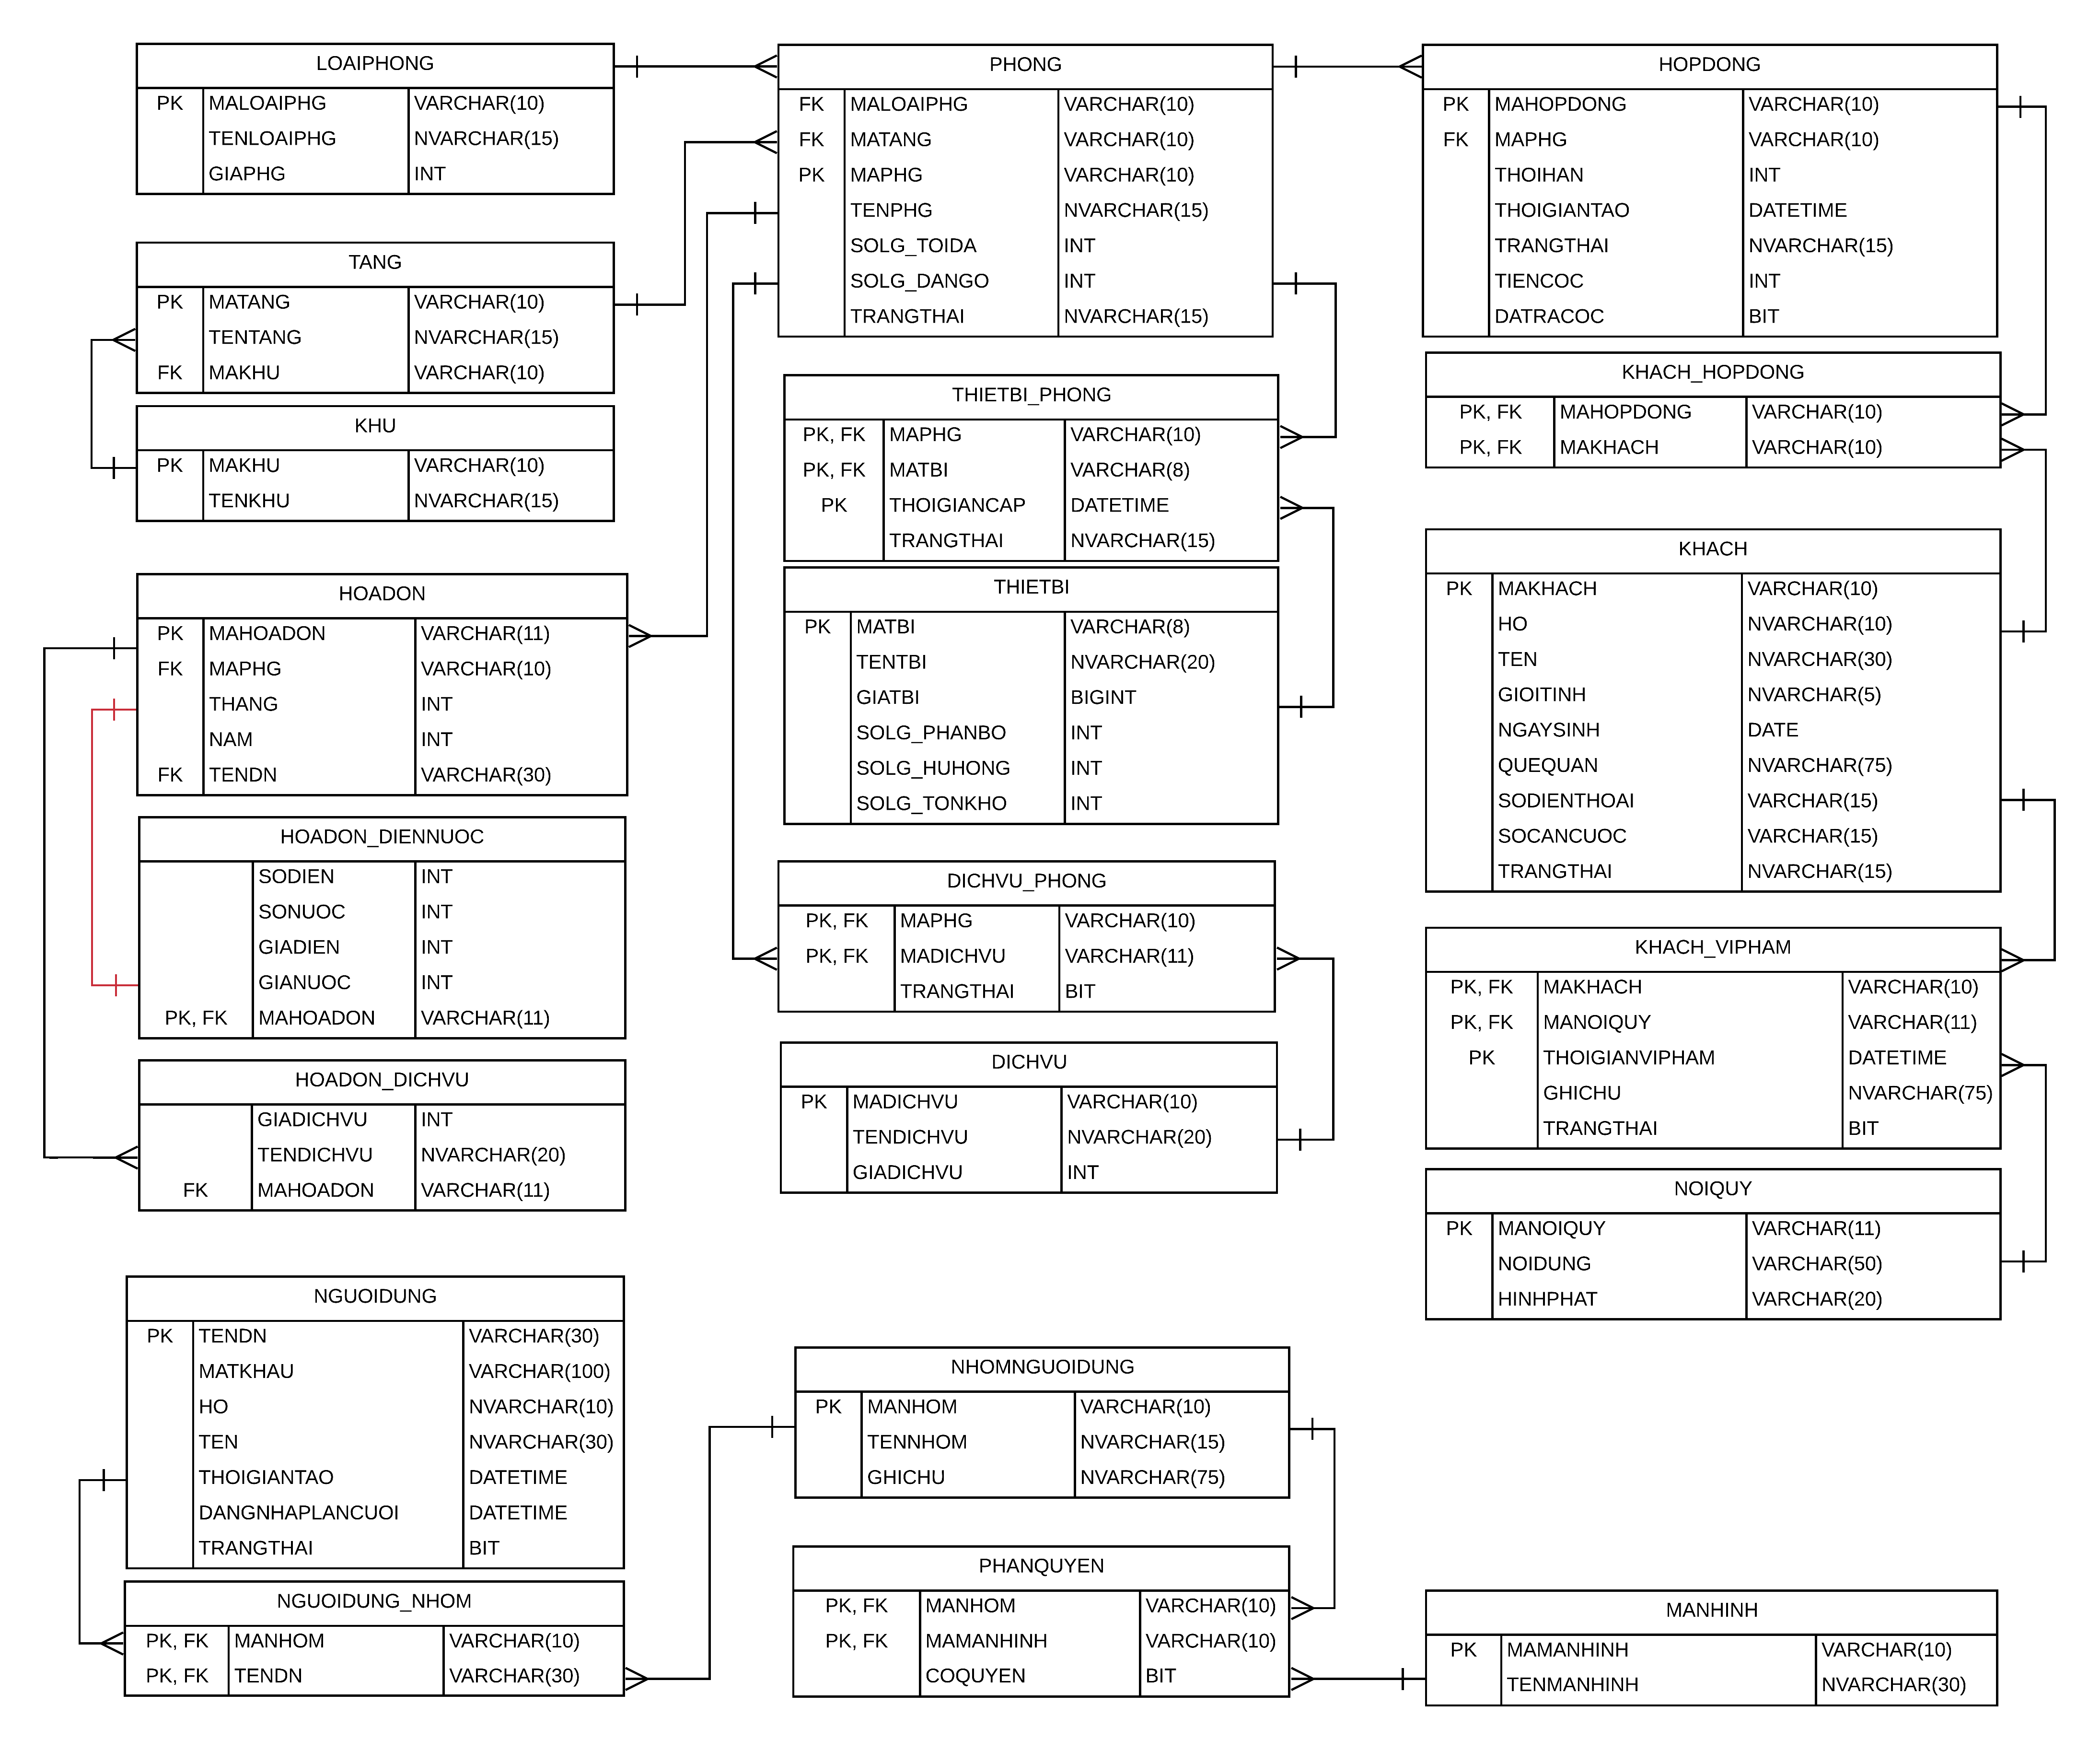 LOAIPHONG
PK MALOAIPHG VARCHAR(10)
TENLOAIPHG NVARCHAR(15)
GIAPHG INT
TANG
PK MATANG VARCHAR(10)
TENTANG NVARCHAR(15)
FK MAKHU VARCHAR(10)
KHU
PK MAKHU VARCHAR(10)
TENKHU NVARCHAR(15)
HOADON
PK MAHOADON VARCHAR(11)
FK MAPHG VARCHAR(10)
THANG INT
NAM INT
FK TENDN VARCHAR(30)
HOADON_DIENNUOC
SODIEN INT
SONUOC INT
GIADIEN INT
GIANUOC INT
PK, FK MAHOADON VARCHAR(11)
HOADON_DICHVU
GIADICHVU INT
TENDICHVU NVARCHAR(20)
FK MAHOADON VARCHAR(11)
NGUOIDUNG
PK TENDN VARCHAR(30)
MATKHAU VARCHAR(100)
HO NVARCHAR(10)
TEN NVARCHAR(30)
THOIGIANTAO DATETIME
DANGNHAPLANCUOI DATETIME
TRANGTHAI BIT
NGUOIDUNG_NHOM
PK, FK MANHOM VARCHAR(10)
PK, FK TENDN VARCHAR(30)
PHONG
FK MALOAIPHG VARCHAR(10)
FK MATANG VARCHAR(10)
PK MAPHG VARCHAR(10)
TENPHG NVARCHAR(15)
SOLG_TOIDA INT
SOLG_DANGO INT
TRANGTHAI NVARCHAR(15)
THIETBI_PHONG
PK, FK MAPHG VARCHAR(10)
PK, FK MATBI VARCHAR(8)
PK THOIGIANCAP DATETIME
TRANGTHAI NVARCHAR(15)
THIETBI
PK MATBI VARCHAR(8)
TENTBI NVARCHAR(20)
GIATBI BIGINT
SOLG_PHANBO INT
SOLG_HUHONG INT
SOLG_TONKHO INT
DICHVU_PHONG
PK, FK MAPHG VARCHAR(10)
PK, FK MADICHVU VARCHAR(11)
TRANGTHAI BIT
DICHVU
PK MADICHVU VARCHAR(10)
TENDICHVU NVARCHAR(20)
GIADICHVU INT
NHOMNGUOIDUNG
PK MANHOM VARCHAR(10)
TENNHOM NVARCHAR(15)
GHICHU NVARCHAR(75)
PHANQUYEN
PK, FK MANHOM VARCHAR(10)
PK, FK MAMANHINH VARCHAR(10)
COQUYEN BIT
HOPDONG
PK MAHOPDONG VARCHAR(10)
FK MAPHG VARCHAR(10)
THOIHAN INT
THOIGIANTAO DATETIME
TRANGTHAI NVARCHAR(15)
TIENCOC INT
DATRACOC BIT
KHACH_HOPDONG
PK, FK MAHOPDONG VARCHAR(10)
PK, FK MAKHACH VARCHAR(10)
KHACH
PK MAKHACH VARCHAR(10)
HO NVARCHAR(10)
TEN NVARCHAR(30)
GIOITINH NVARCHAR(5)
NGAYSINH DATE
QUEQUAN NVARCHAR(75)
SODIENTHOAI VARCHAR(15)
SOCANCUOC VARCHAR(15)
TRANGTHAI NVARCHAR(15)
KHACH_VIPHAM
PK, FK MAKHACH VARCHAR(10)
PK, FK MANOIQUY VARCHAR(11)
PK THOIGIANVIPHAM DATETIME
GHICHU NVARCHAR(75)
TRANGTHAI BIT
NOIQUY
PK MANOIQUY VARCHAR(11)
NOIDUNG VARCHAR(50)
HINHPHAT VARCHAR(20)
MANHINH
PK MAMANHINH VARCHAR(10)
TENMANHINH NVARCHAR(30)